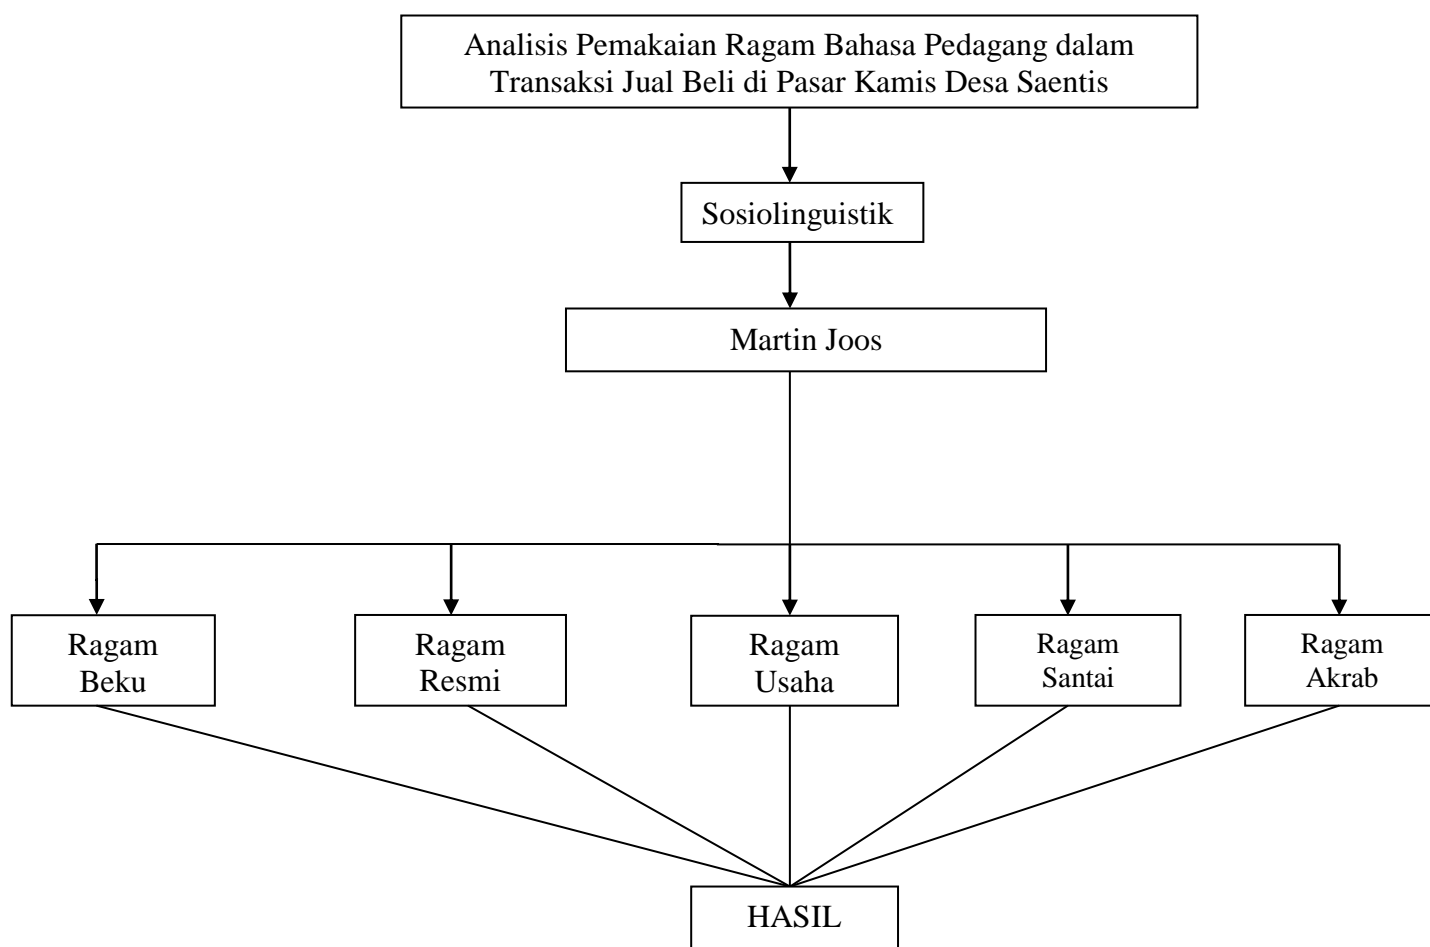 Analisis Pemakaian Ragam Bahasa Pedagang dalam
Transaksi Jual Beli di Pasar Kamis Desa Saentis
Sosiolinguistik
Martin Joos
Ragam
Beku
Ragam
Resmi
Ragam
Usaha
Ragam
Santai
Ragam
Akrab
HASIL